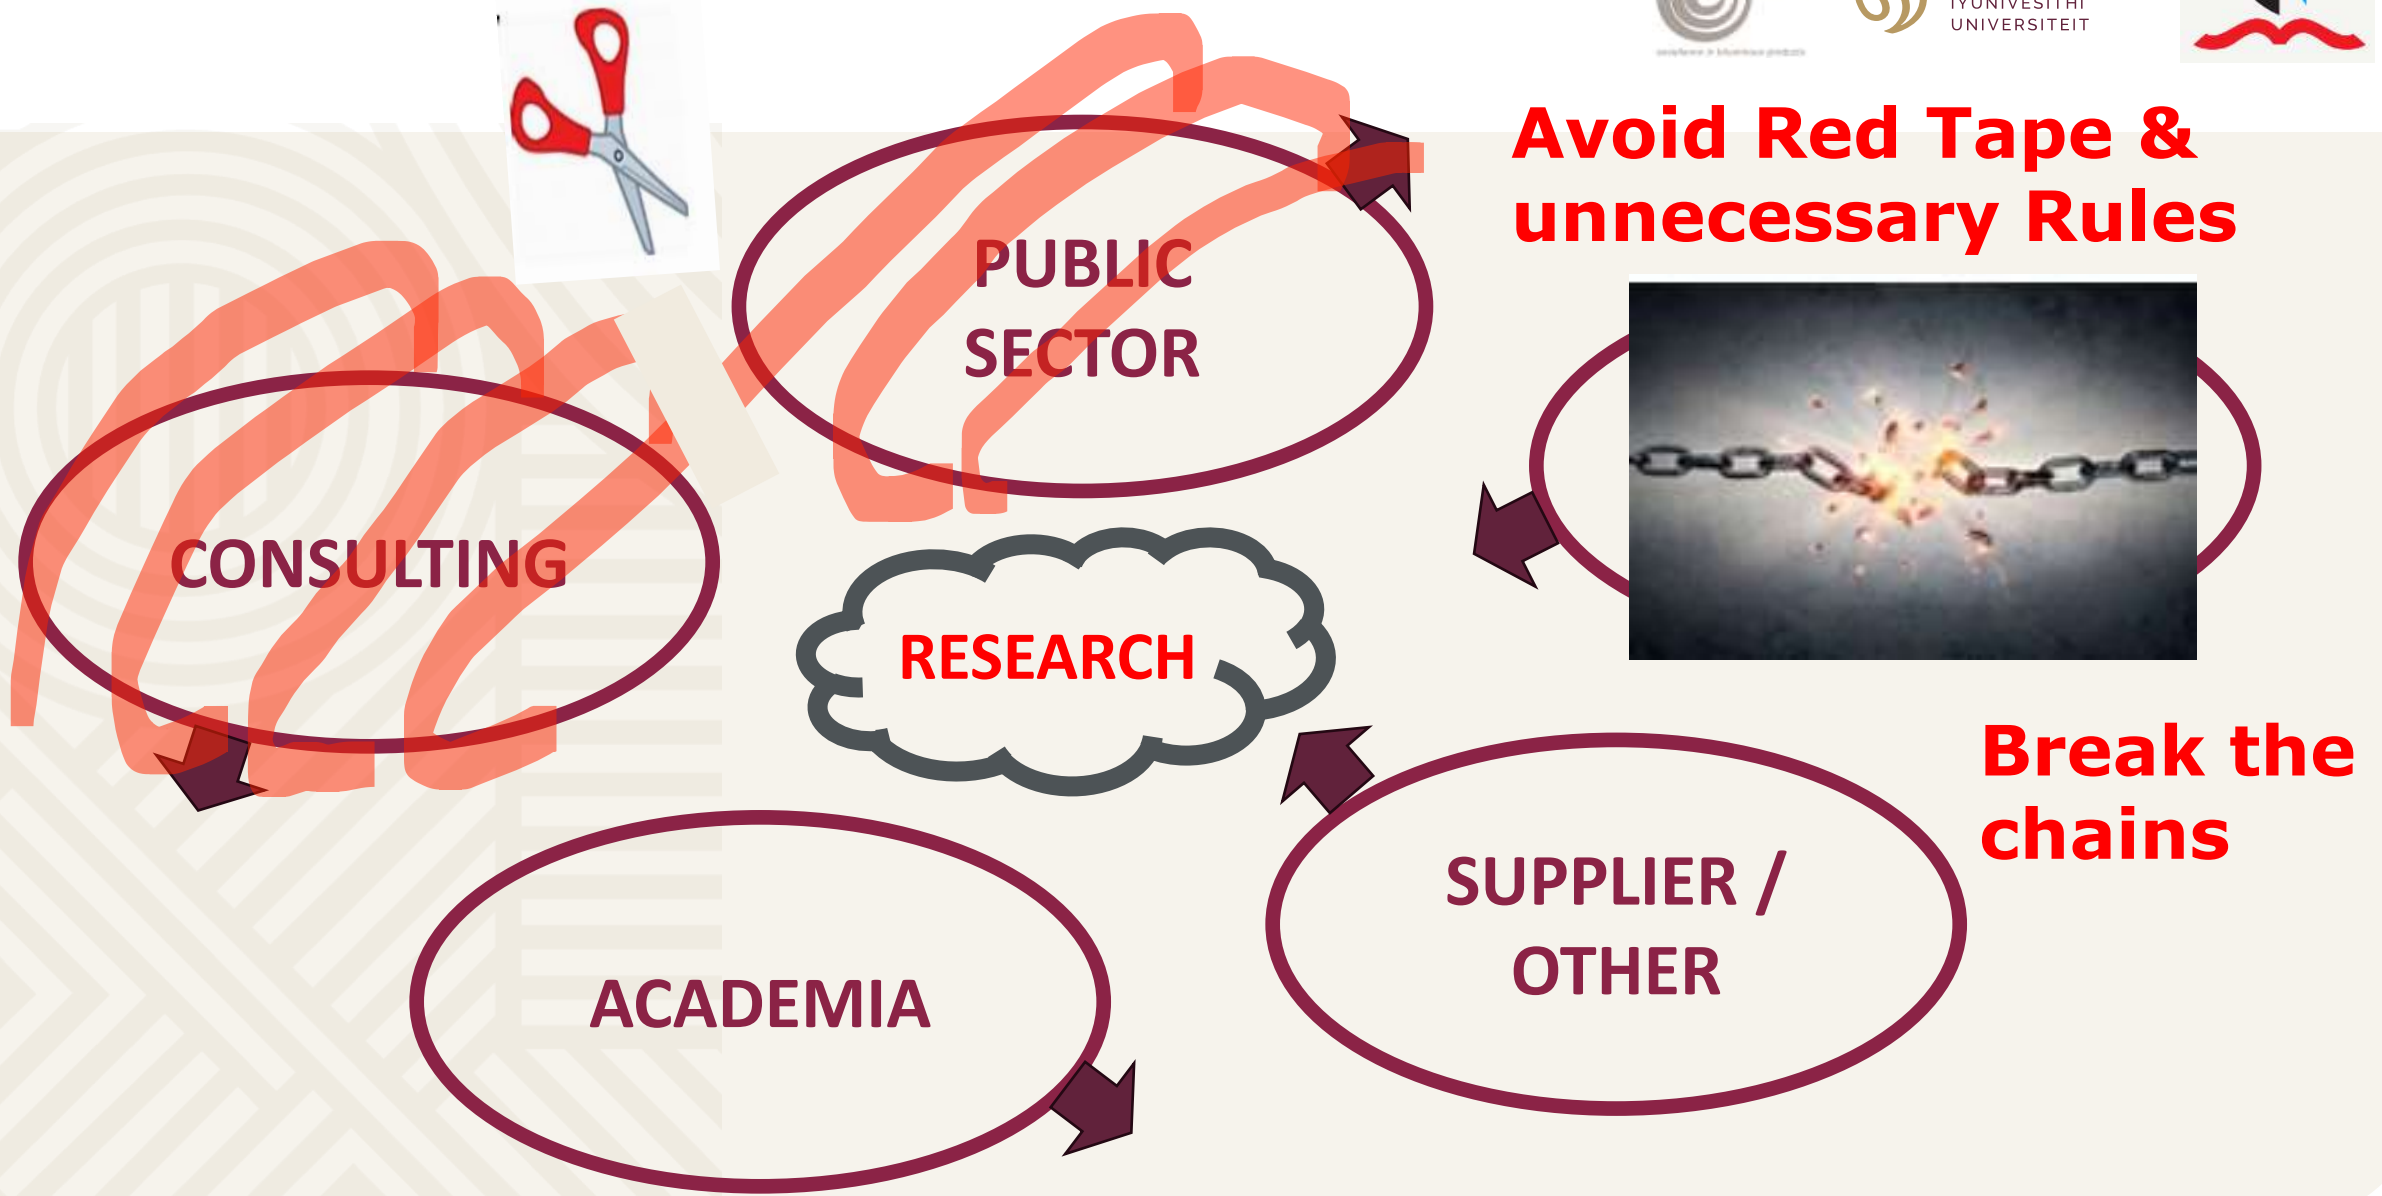 IYUNIVESITHI
UNIVERSITEIT
Avoid Red Tape &
unnecessary Rules
PUBLIC
SECTOR
CONSULTING
RESEARCH
Break the
chains
SUPPLIER /
OTHER
ACADEMIA